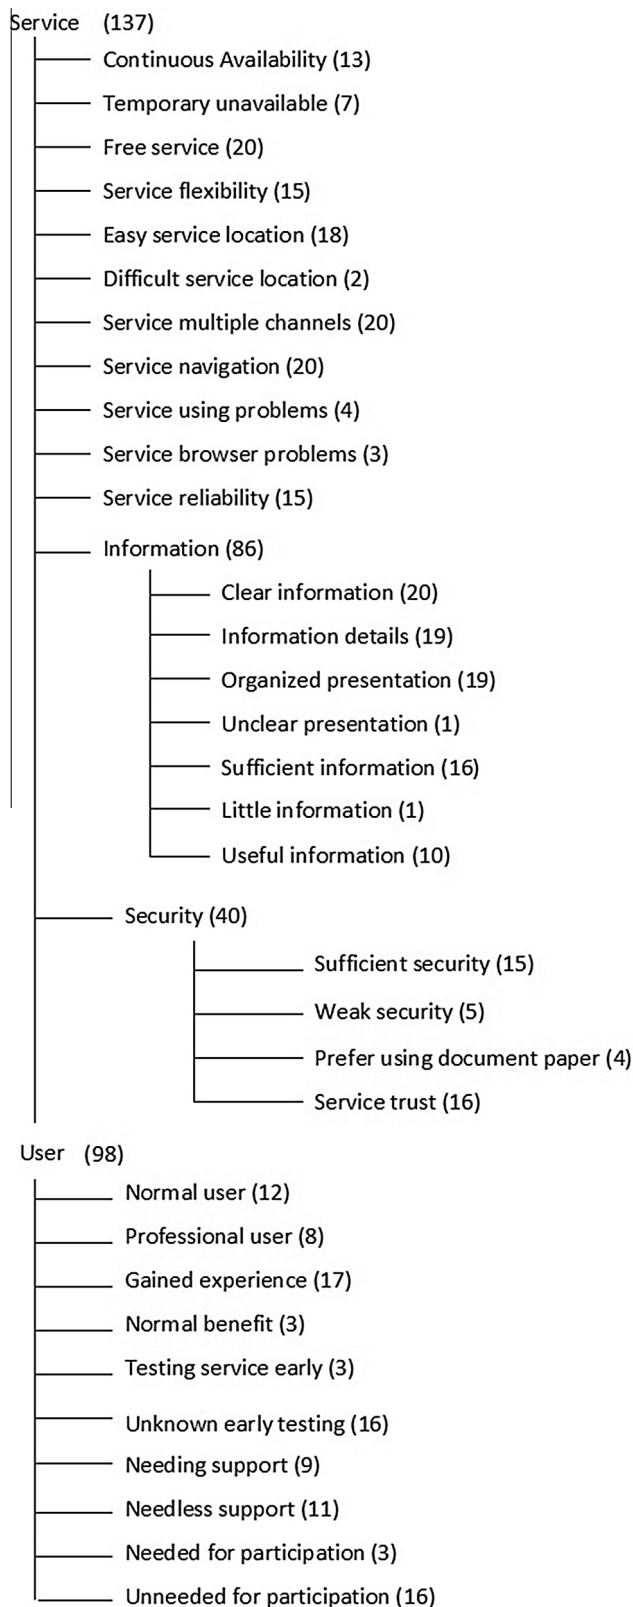 Service (137)
Continuous Availability (13)
Temporary unavailable (7)
Free service (20)
Service flexibility (15)
Easy service location (18)
Difficult service location (2)
Service multiple channels (20)
Service navigation (20)
Service using problems (4)
Service browser problems (3)
Service reliability (15)
Information (86)
Clear information (20)
Information details (19)
Organized presentation (19)
Unclear presentation (1)
Sufficient information (16)
Little information (1)
Useful information (10)
Security (40)
Sufficient security (15)
Weak security (5)
Prefer using document paper (4)
Service trust (16)
User (98)
Normal user (12)
Professional user (8)
Gained experience (17)
Normal benefit (3)
Testing service early (3)
Unknown early testing (16)
Needing support (9)
Needless support (11)
Needed for participation (3)
Unneeded for participation (16)